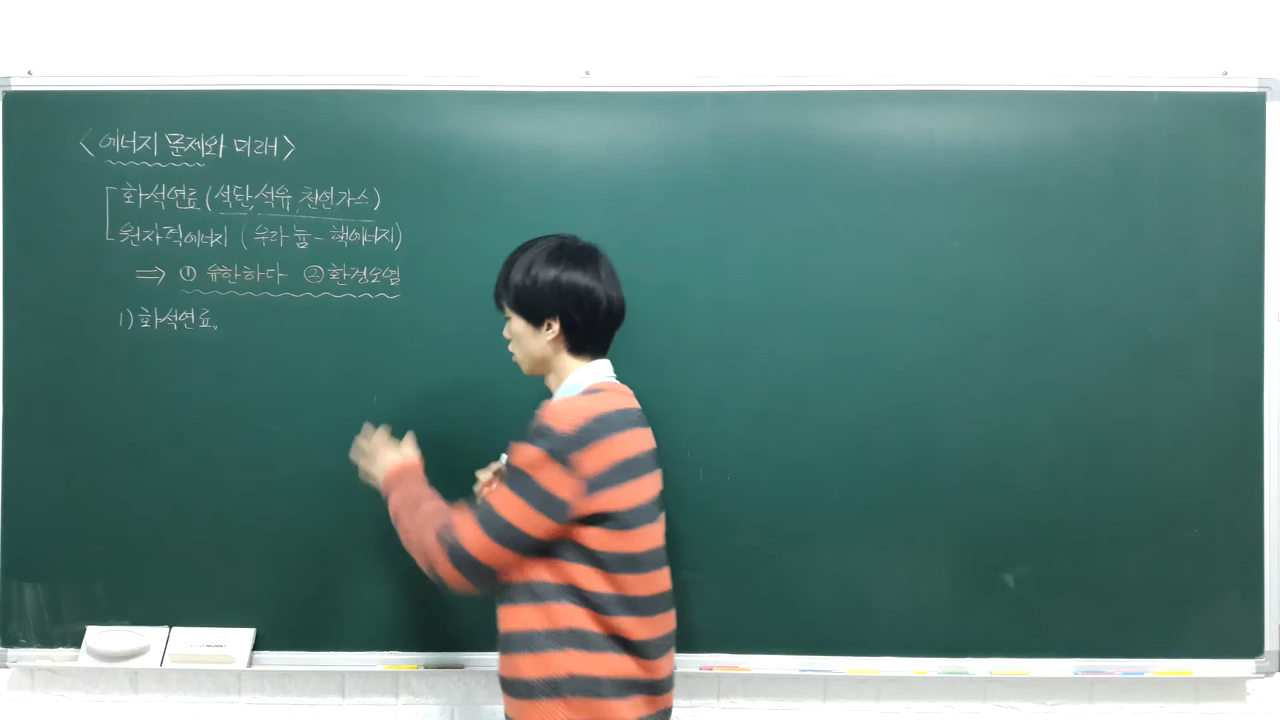 <에너지 문제와 미래>
화석연료 (석탄, 석유, 천연가스)
원자력에너지 (우라늄 - 핵에너지)
⇒ ① 유한하다 ② 환경오염
1) 화석연료.